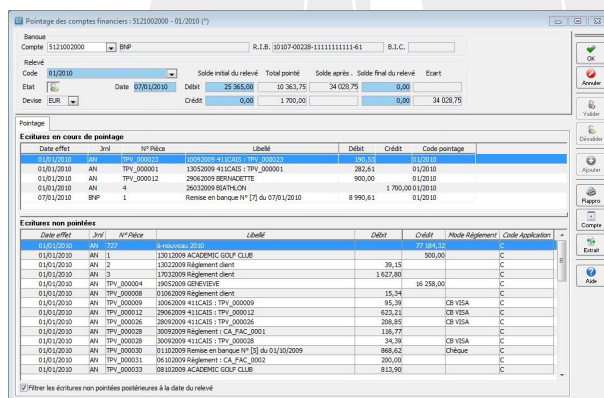 Pointage des comptes financiers : 5121002000 - 01/2010 (*)
Banque
Compte 5121002000 BNP R.I.B. 10107-00228-11111111111-61 B.I.C.
Relevé
Code 01/2010 Solde initial du relevé Total pointé Solde après . Solde final du relevé Ecart
Etat Date 07/01/2010 Débit 25 365,00 10 363,75 34 028,75 0,00
Devise EUR Crédit 0,00 1 700,00 0,00 34 028,75
Pointage
Ecritures en cours de pointage
Date effet Jrnl N° Pièce Libellé Débit Crédit Code pointage
01/01/2010 AN TPV_000023 10092009 411CAIS : TPV_000023 190,53 01/2010
01/01/2010 AN TPV_000001 13052009 411CAIS : TPV_000001 282,61 01/2010
01/01/2010 AN TPV_000012 29062009 BERNADETTE 900,00 01/2010
01/01/2010 AN 4 26032009 BIATHLON 1 700,00 01/2010
07/01/2010 BNP 1 Remise en banque N° [7] du 07/01/2010 8 990,61 01/2010
Ecritures non pointées
Date effet Jrnl N° Pièce Libellé Débit Crédit Mode Réglement Code Application
01/01/2010 AN 727 à-nouveau 2010 77 184,32 C
01/01/2010 AN 1 13012009 ACADEMIC GOLF CLUB 500,00 C
01/01/2010 AN 2 13022009 Règlement client 39,15 C
01/01/2010 AN 3 17032009 Règlement client 1 627,80 C
01/01/2010 AN TPV_000004 19052009 GENEVIEVE 16 258,00 C
01/01/2010 AN TPV_000008 01062009 Règlement client 15,34 C
01/01/2010 AN TPV_000009 10062009 411CAIS : TPV_000009 95,39 CB VISA C
01/01/2010 AN TPV_000012 29062009 411CAIS : TPV_000012 623,21 CB VISA C
01/01/2010 AN TPV_000026 28092009 411CAIS : TPV_000026 208,85 CB VISA C
01/01/2010 AN TPV_000028 30092009 Règlement : CA_FAC_0001 116,77 C
01/01/2010 AN TPV_000028 30092009 411CAIS : TPV_000028 34,39 CB VISA C
01/01/2010 AN TPV_000030 01102009 Remise en banque N° [5] du 01/10/2009 868,62 Chèque C
01/01/2010 AN TPV_000031 06102009 Règlement : CA_FAC_0002 200,00 C
01/01/2010 AN TPV_000033 08102009 ACADEMIC GOLF CLUB 813,90 C
Filtrer les écritures non pointées postérieures à la date du relevé
OK
Annuler
Valider
Dévalider
Ajouter
Rappro
Compte
Extrait
Aide